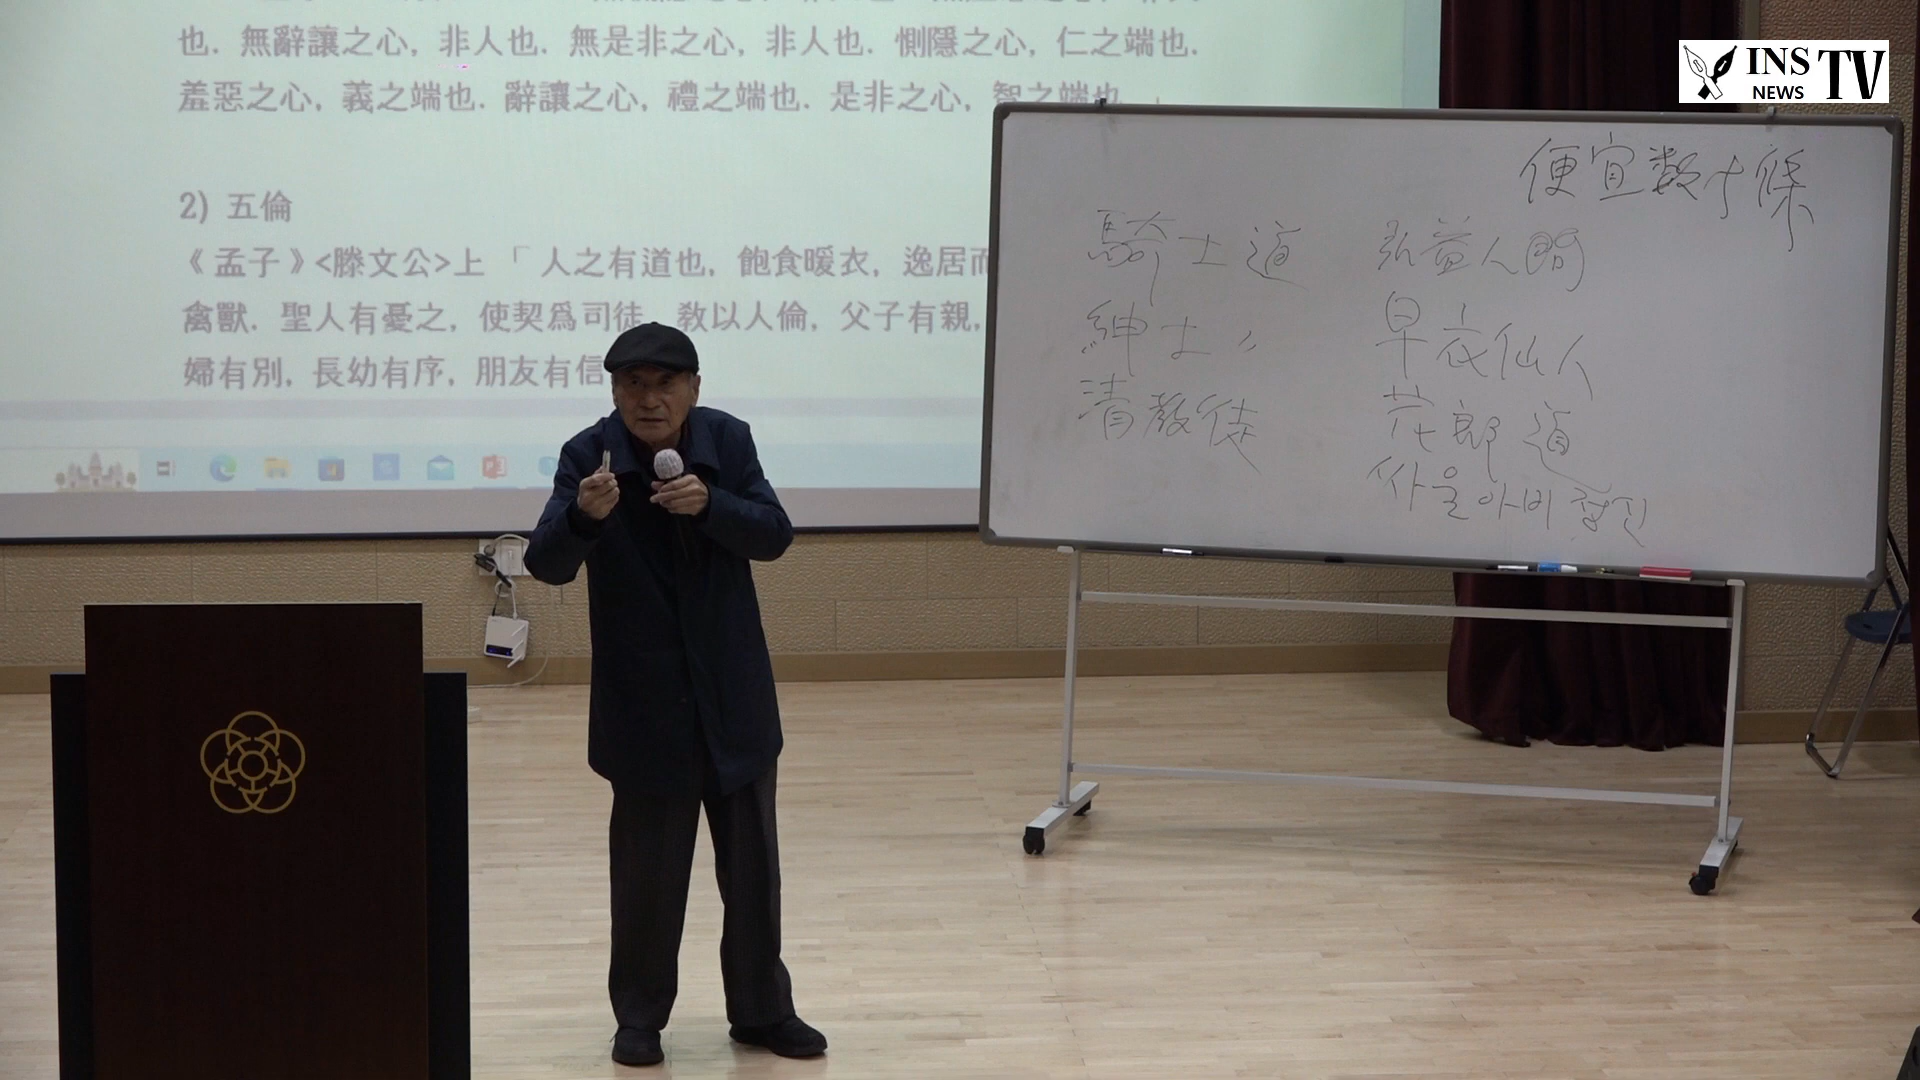 也. 無辭讓之心, 非人也. 無是非之心, 非人也. 惻隱之心, 仁之端也.
羞惡之心, 義之端也. 辭讓之心, 禮之端也. 是非之心, 智之端也.」
2) 五倫
《孟子》<滕文公>上 「人之有道也, 飽食暖衣, 逸居而
禽獸. 聖人有憂之, 使契爲司徒, 敎以人倫, 父子有親,
婦有別, 長幼有序, 朋友有信
INS TV
NEWS
便宜数十條
騎士道
紳士〃
清教徒
弘益人間
早衣仙人
花郞道
싸울아비 정신